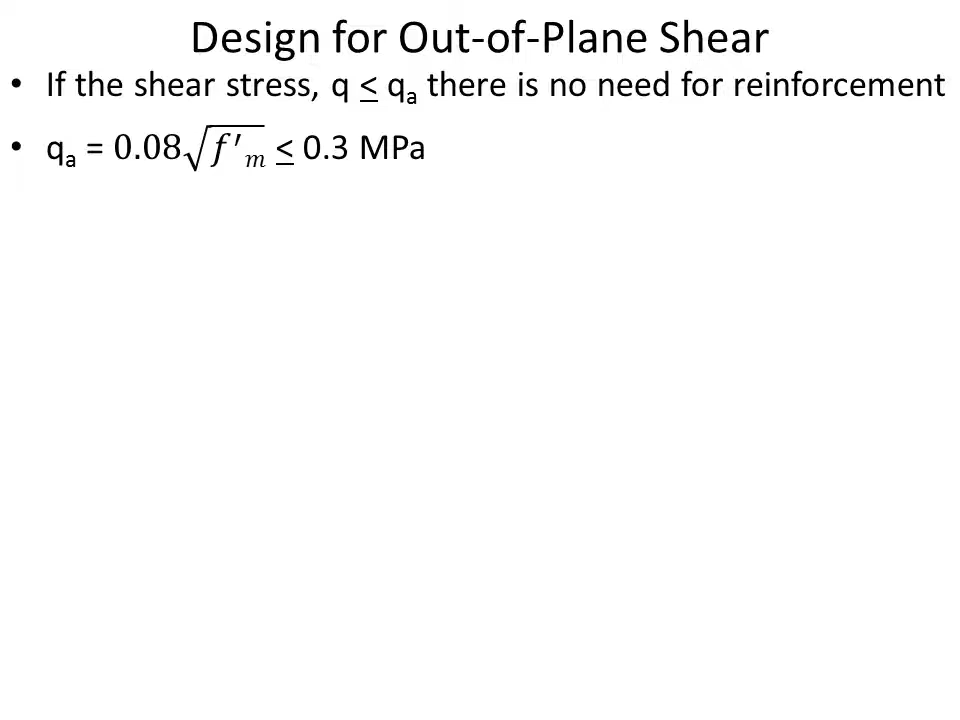 Design for Out-of-Plane Shear
• If the shear stress, q ≤ qₐ there is no need for reinforcement
• qₐ = 0.08√f′ₘ ≤ 0.3 MPa